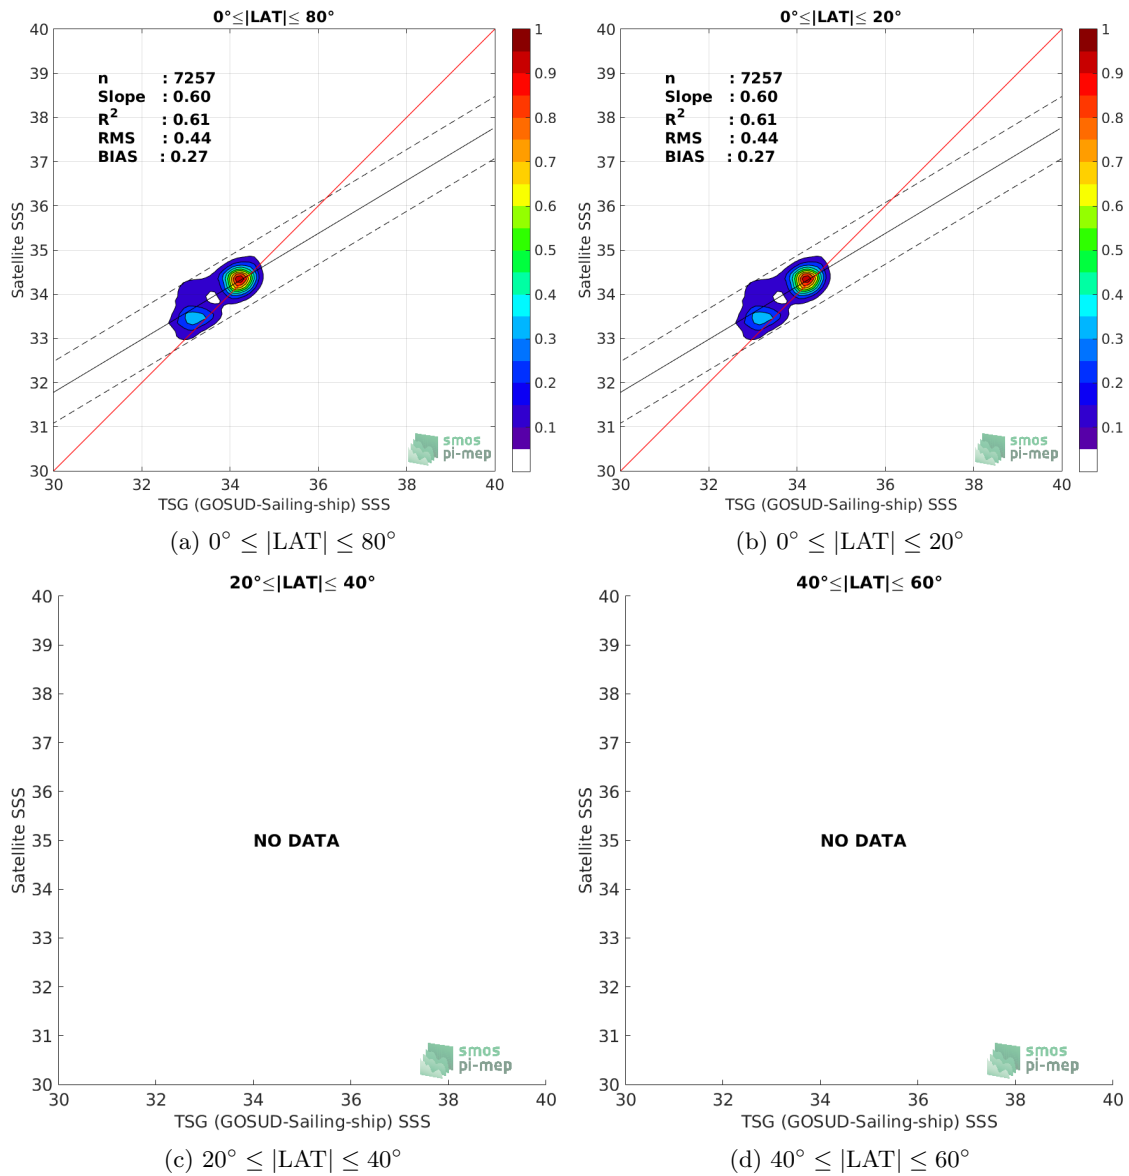 0°≤|LAT|≤ 80°
40
39
38
37
36
35
34
33
32
31
30
Satellite SSS
n : 7257
Slope : 0.60
R² : 0.61
RMS : 0.44
BIAS : 0.27
1
0.9
0.8
0.7
0.6
0.5
0.4
0.3
0.2
0.1
smos
pi-mep
30 32 34 36 38 40
TSG (GOSUD-Sailing-ship) SSS
(a) 0° ≤ |LAT| ≤ 80°
0°≤|LAT|≤ 20°
40
39
38
37
36
35
34
33
32
31
30
Satellite SSS
n : 7257
Slope : 0.60
R² : 0.61
RMS : 0.44
BIAS : 0.27
1
0.9
0.8
0.7
0.6
0.5
0.4
0.3
0.2
0.1
smos
pi-mep
30 32 34 36 38 40
TSG (GOSUD-Sailing-ship) SSS
(b) 0° ≤ |LAT| ≤ 20°
20°≤|LAT|≤ 40°
40
39
38
37
36
35
34
33
32
31
30
Satellite SSS
NO DATA
smos
pi-mep
30 32 34 36 38 40
TSG (GOSUD-Sailing-ship) SSS
(c) 20° ≤ |LAT| ≤ 40°
40°≤|LAT|≤ 60°
40
39
38
37
36
35
34
33
32
31
30
Satellite SSS
NO DATA
smos
pi-mep
30 32 34 36 38 40
TSG (GOSUD-Sailing-ship) SSS
(d) 40° ≤ |LAT| ≤ 60°